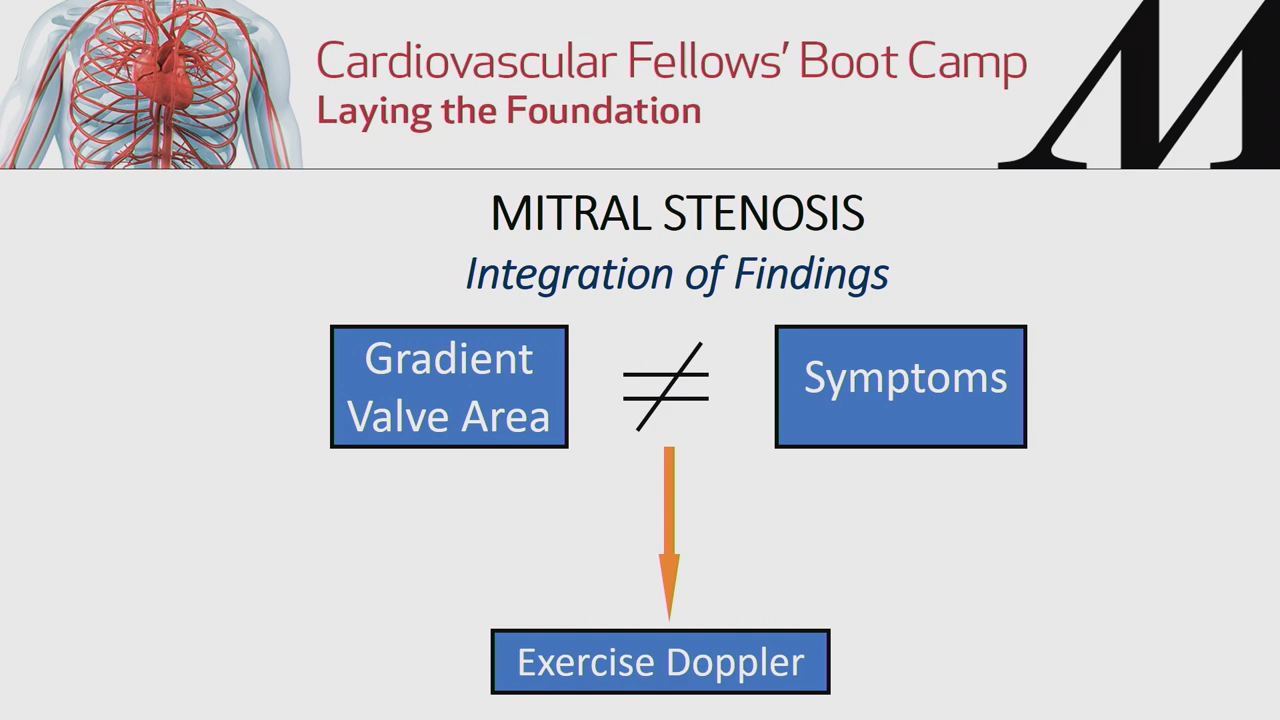 Cardiovascular Fellows' Boot Camp
Laying the Foundation
M
MITRAL STENOSIS
Integration of Findings
Gradient
Valve Area
≠
Symptoms
Exercise Doppler